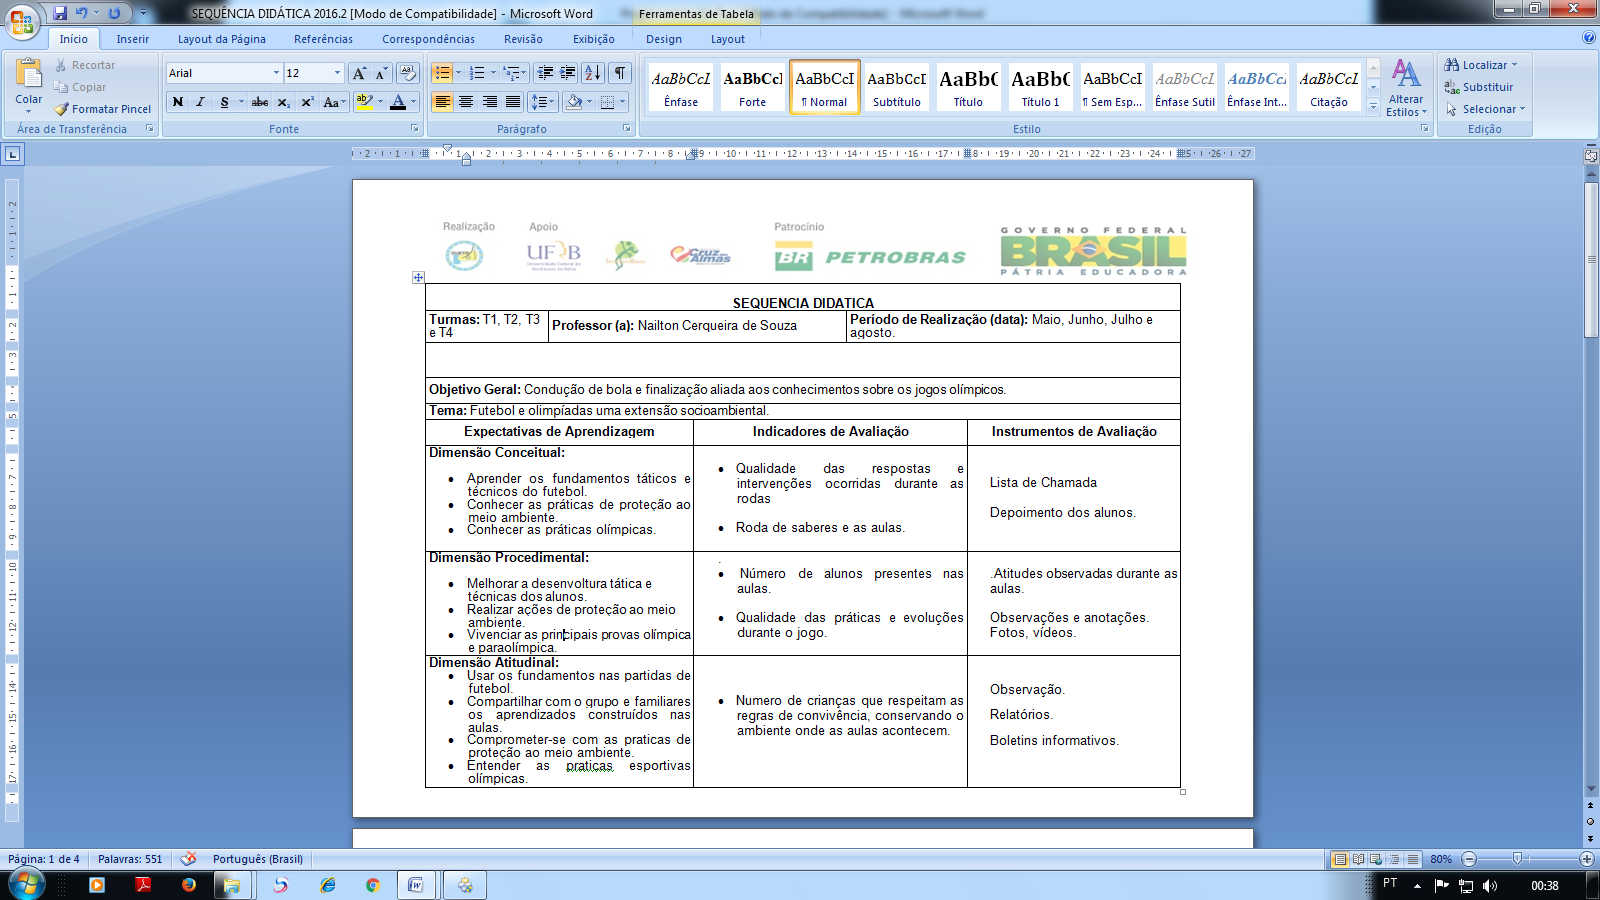 SEQUÊNCIA DIDÁTICA 2016.2 [Modo de Compatibilidade] - Microsoft Word
Ferramentas de Tabela
Início Inserir Layout da Página Referências Correspondências Revisão Exibição Design Layout
Colar
Recortar
Copiar
Formatar Pincel
Área de Transferência
Arial 12
Fonte
Parágrafo
AaBbCcI AaBbCcI AaBbCcI AaBbCcI AaBbC AaBbC AaBbCcI AaBbCcI AaBbCcI AaBbCcI
Ênfase Forte ¶ Normal Subtítulo Título Título 1 ¶ Sem Esp... Ênfase Sutil Ênfase Int... Citação
Alterar Estilos
Estilo
Localizar
Substituir
Selecionar
Edição
Realização Apoio Patrocínio
UFRB
Cruz das Almas
BR PETROBRAS
GOVERNO FEDERAL
BRASIL
PÁTRIA EDUCADORA
SEQUENCIA DIDATICA
Turmas: T1, T2, T3 e T4
Professor (a): Nailton Cerqueira de Souza
Período de Realização (data): Maio, Junho, Julho e agosto.
Objetivo Geral: Condução de bola e finalização aliada aos conhecimentos sobre os jogos olímpicos.
Tema: Futebol e olimpíadas uma extensão socioambiental.
Expectativas de Aprendizagem
Indicadores de Avaliação
Instrumentos de Avaliação
Dimensão Conceitual:
• Aprender os fundamentos táticos e
técnicos do futebol.
• Conhecer as práticas de proteção ao
meio ambiente.
• Conhecer as práticas olímpicas.
• Qualidade das respostas e
intervenções ocorridas durante as
rodas
• Roda de saberes e as aulas.
Lista de Chamada
Depoimento dos alunos.
Dimensão Procedimental:
• Melhorar a desenvoltura tática e
técnicas dos alunos.
• Realizar ações de proteção ao meio
ambiente.
• Vivenciar as principais provas olímpica
e paraolímpica.
.
• Número de alunos presentes nas
aulas.
• Qualidade das práticas e evoluções
durante o jogo.
.Atitudes observadas durante as
aulas.
Observações e anotações.
Fotos, vídeos.
Dimensão Atitudinal:
• Usar os fundamentos nas partidas de
futebol.
• Compartilhar com o grupo e familiares
os aprendizados construídos nas
aulas.
• Comprometer-se com as praticas de
proteção ao meio ambiente.
• Entender as praticas esportivas
olímpicas.
• Numero de crianças que respeitam as
regras de convivência, conservando o
ambiente onde as aulas acontecem.
Observação.
Relatórios.
Boletins informativos.
Página: 1 de 4 Palavras: 551 Português (Brasil) 80%
PT 00:38